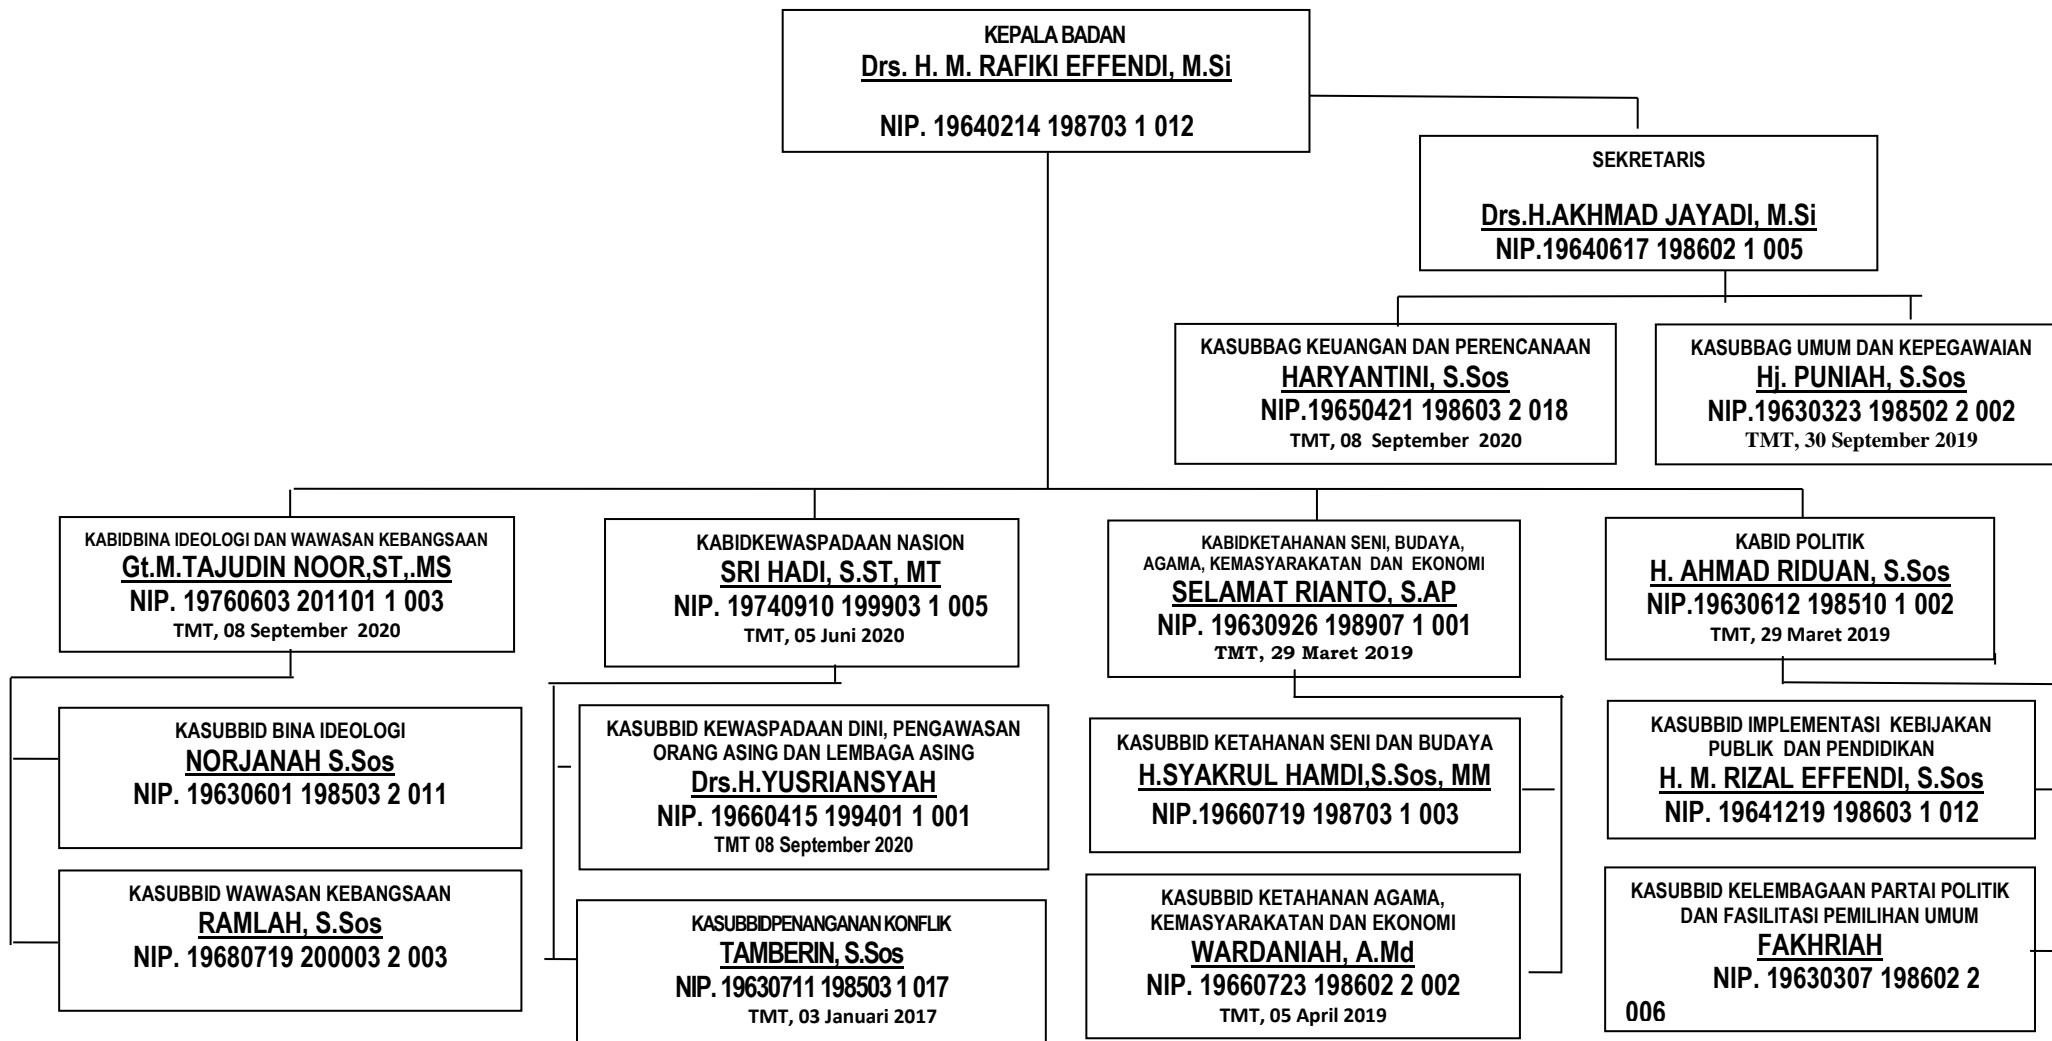 KEPALA BADAN
Drs. H. M. RAFIKI EFFENDI, M.Si
NIP. 19640214 198703 1 012
SEKRETARIS
Drs.H.AKHMAD JAYADI, M.Si
NIP.19640617 198602 1 005
KASUBBAG KEUANGAN DAN PERENCANAAN
HARYANTINI, S.Sos
NIP.19650421 198603 2 018
TMT, 08 September 2020
KASUBBAG UMUM DAN KEPEGAWAIAN
Hj. PUNIAH, S.Sos
NIP.19630323 198502 2 002
TMT, 30 September 2019
KABIDBINA IDEOLOGI DAN WAWASAN KEBANGSAAN
Gt.M.TAJUDIN NOOR,ST,.MS
NIP. 19760603 201101 1 003
TMT, 08 September 2020
KABIDKEWASPADAAN NASION
SRI HADI, S.ST, MT
NIP. 19740910 199903 1 005
TMT, 05 Juni 2020
KABIDKETAHANAN SENI, BUDAYA,
AGAMA, KEMASYARAKATAN DAN EKONOMI
SELAMAT RIANTO, S.AP
NIP. 19630926 198907 1 001
TMT, 29 Maret 2019
KABID POLITIK
H. AHMAD RIDUAN, S.Sos
NIP.19630612 198510 1 002
TMT, 29 Maret 2019
KASUBBID BINA IDEOLOGI
NORJANAH S.Sos
NIP. 19630601 198503 2 011
KASUBBID KEWASPADAAN DINI, PENGAWASAN
ORANG ASING DAN LEMBAGA ASING
Drs.H.YUSRIANSYAH
NIP. 19660415 199401 1 001
TMT 08 September 2020
KASUBBID KETAHANAN SENI DAN BUDAYA
H.SYAKRUL HAMDI,S.Sos, MM
NIP.19660719 198703 1 003
KASUBBID IMPLEMENTASI KEBIJAKAN
PUBLIK DAN PENDIDIKAN
H. M. RIZAL EFFENDI, S.Sos
NIP. 19641219 198603 1 012
KASUBBID WAWASAN KEBANGSAAN
RAMLAH, S.Sos
NIP. 19680719 200003 2 003
KASUBBIDPENANGANAN KONFLIK
TAMBERIN, S.Sos
NIP. 19630711 198503 1 017
TMT, 03 Januari 2017
KASUBBID KETAHANAN AGAMA,
KEMASYARAKATAN DAN EKONOMI
WARDANIAH, A.Md
NIP. 19660723 198602 2 002
TMT, 05 April 2019
KASUBBID KELEMBAGAAN PARTAI POLITIK
DAN FASILITASI PEMILIHAN UMUM
FAKHRIAH
NIP. 19630307 198602 2
006